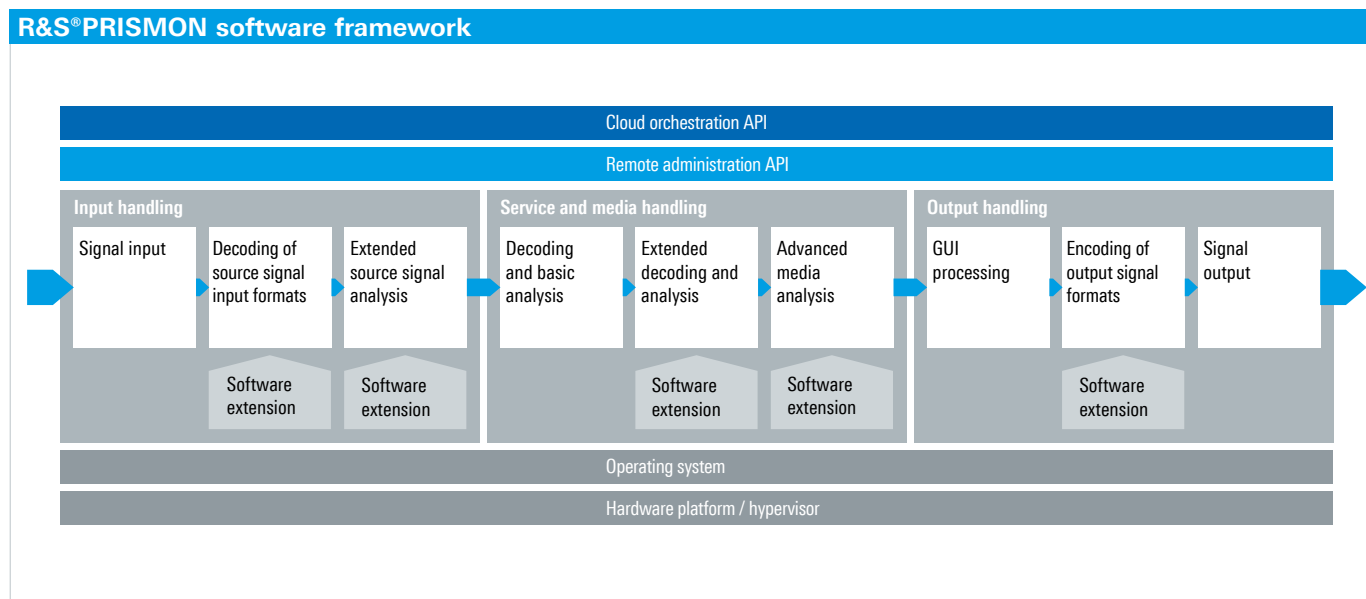 R&S®PRISMON software framework
Cloud orchestration API
Remote administration API
Input handling
Signal input
Decoding of
source signal
input formats
Extended
source signal
analysis
Software
extension
Software
extension
Service and media handling
Decoding
and basic
analysis
Extended
decoding and
analysis
Advanced
media
analysis
Software
extension
Software
extension
Output handling
GUI
processing
Encoding of
output signal
formats
Signal
output
Software
extension
Operating system
Hardware platform / hypervisor